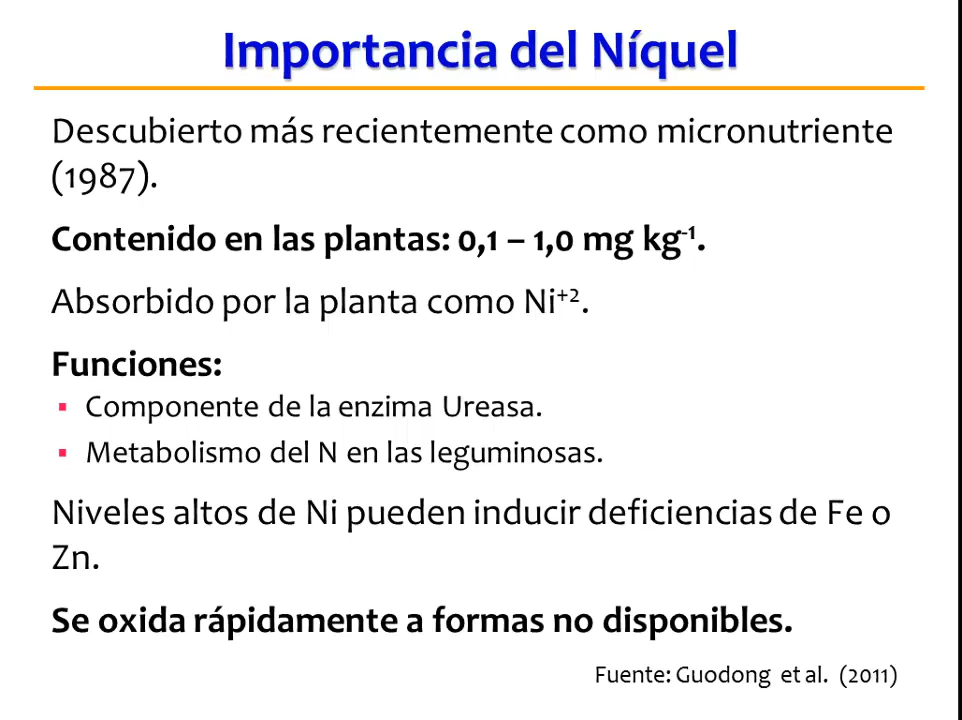 Importancia del Níquel
Descubierto más recientemente como micronutriente
(1987).
Contenido en las plantas: 0,1 – 1,0 mg kg⁻¹.
Absorbido por la planta como Ni⁺².
Funciones:
▪ Componente de la enzima Ureasa.
▪ Metabolismo del N en las leguminosas.
Niveles altos de Ni pueden inducir deficiencias de Fe o
Zn.
Se oxida rápidamente a formas no disponibles.
Fuente: Guodong et al. (2011)